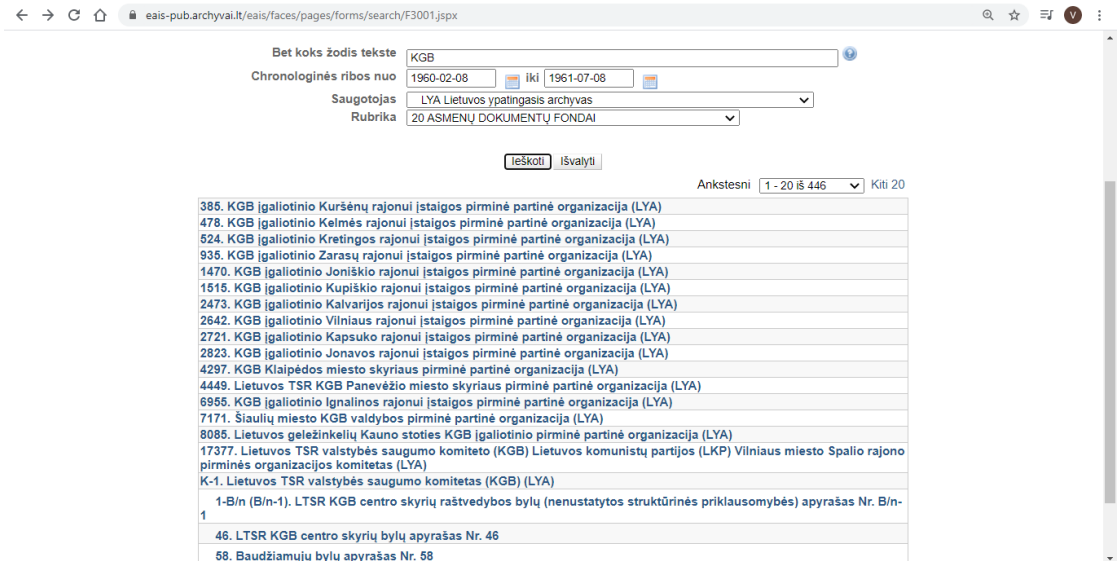 eais-pub.archyvai.lt/eais/faces/pages/forms/search/F3001.jspx
V
Bet koks žodis tekste KGB
Chronologinės ribos nuo 1960-02-08 iki 1961-07-08
Saugotojas LYA Lietuvos ypatingasis archyvas
Rubrika 20 ASMENŲ DOKUMENTŲ FONDAI
Ieškoti Išvalyti
Ankstesni 1 - 20 iš 446 Kiti 20
385. KGB įgaliotinio Kuršėnų rajonui įstaigos pirminė partinė organizacija (LYA)
478. KGB įgaliotinio Kelmės rajonui įstaigos pirminė partinė organizacija (LYA)
524. KGB įgaliotinio Kretingos rajonui įstaigos pirminė partinė organizacija (LYA)
935. KGB įgaliotinio Zarasų rajonui įstaigos pirminė partinė organizacija (LYA)
1470. KGB įgaliotinio Joniškio rajonui įstaigos pirminė partinė organizacija (LYA)
1515. KGB įgaliotinio Kupiškio rajonui įstaigos pirminė partinė organizacija (LYA)
2473. KGB įgaliotinio Kalvarijos rajonui įstaigos pirminė partinė organizacija (LYA)
2642. KGB įgaliotinio Vilniaus rajonui įstaigos pirminė partinė organizacija (LYA)
2721. KGB įgaliotinio Kapsuko rajonui įstaigos pirminė partinė organizacija (LYA)
2823. KGB įgaliotinio Jonavos rajonui įstaigos pirminė partinė organizacija (LYA)
4297. KGB Klaipėdos miesto skyriaus pirminė partinė organizacija (LYA)
4449. Lietuvos TSR KGB Panevėžio miesto skyriaus pirminė partinė organizacija (LYA)
6955. KGB įgaliotinio Ignalinos rajonui įstaigos pirminė partinė organizacija (LYA)
7171. Šiaulių miesto KGB valdybos pirminė partinė organizacija (LYA)
8085. Lietuvos geležinkelių Kauno stoties KGB įgaliotinio pirminė partinė organizacija (LYA)
17377. Lietuvos TSR valstybės saugumo komiteto (KGB) Lietuvos komunistų partijos (LKP) Vilniaus miesto Spalio rajono
pirminės organizacijos komitetas (LYA)
K-1. Lietuvos TSR valstybės saugumo komitetas (KGB) (LYA)
1-B/n (B/n-1). LTSR KGB centro skyrių raštvedybos bylų (nenustatytos struktūrinės priklausomybės) apyrašas Nr. B/n-
1
46. LTSR KGB centro skyrių bylų apyrašas Nr. 46
58. Baudžiamųjų bylų apyrašas Nr. 58